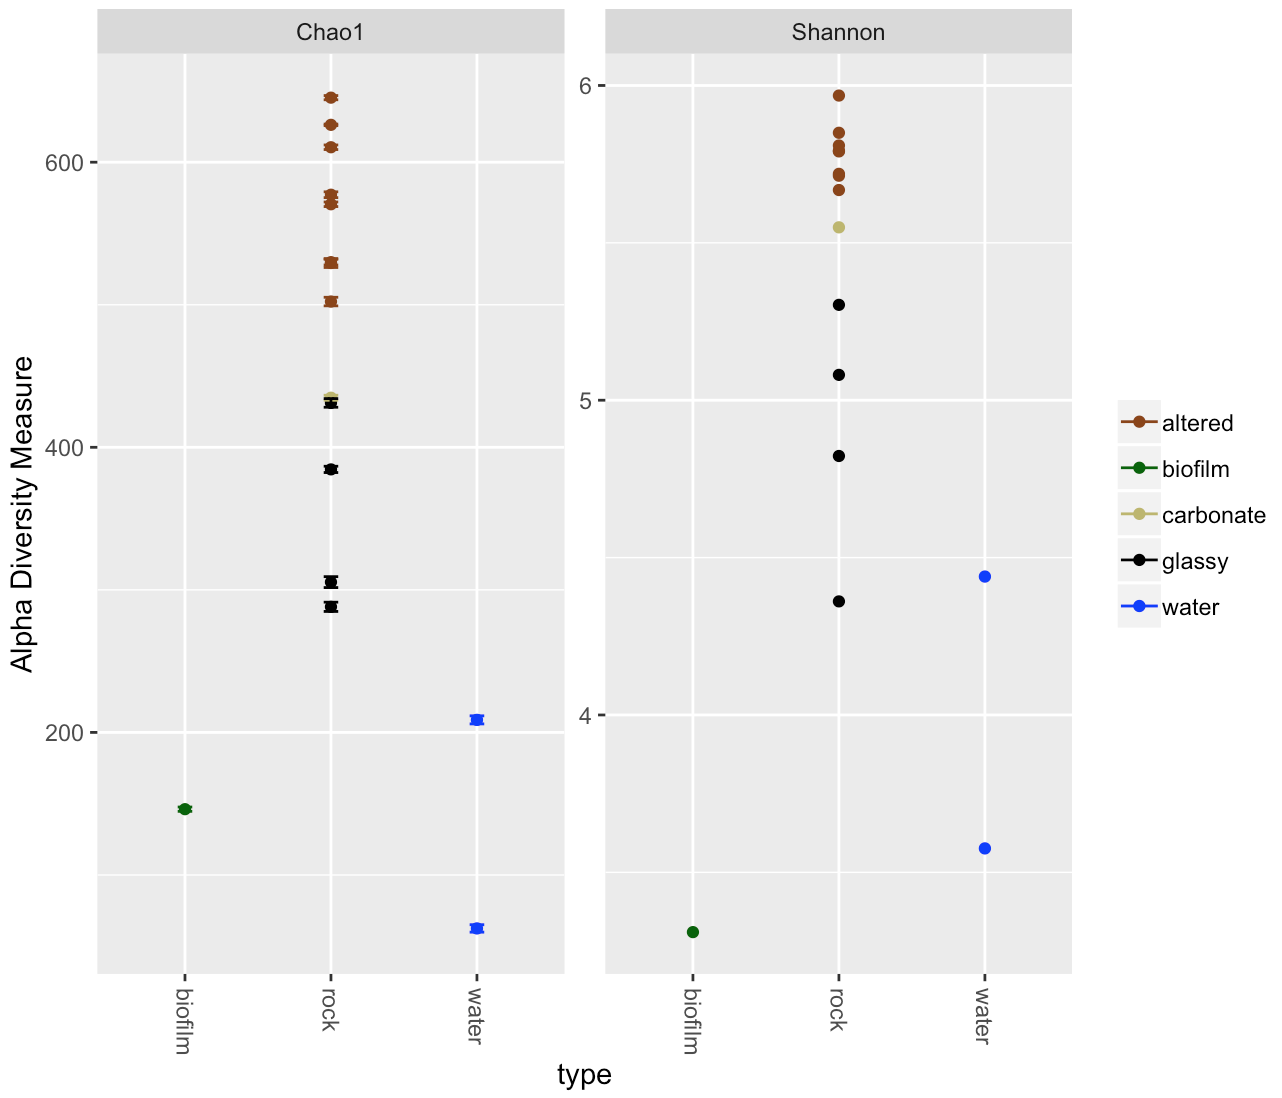 Chao1
Shannon
Alpha Diversity Measure
600
400
200
6
5
4
biofilm
rock
water
biofilm
rock
water
type
altered
biofilm
carbonate
glassy
water